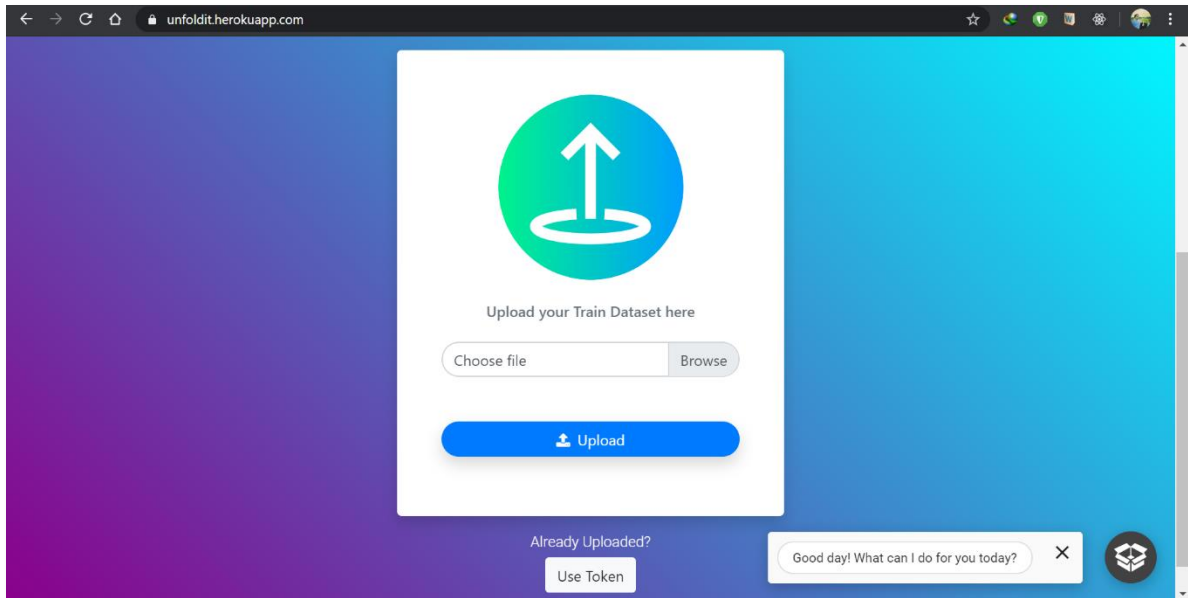 unfoldit.herokuapp.com
Upload your Train Dataset here
Choose file
Browse
Upload
Already Uploaded?
Use Token
Good day! What can I do for you today?